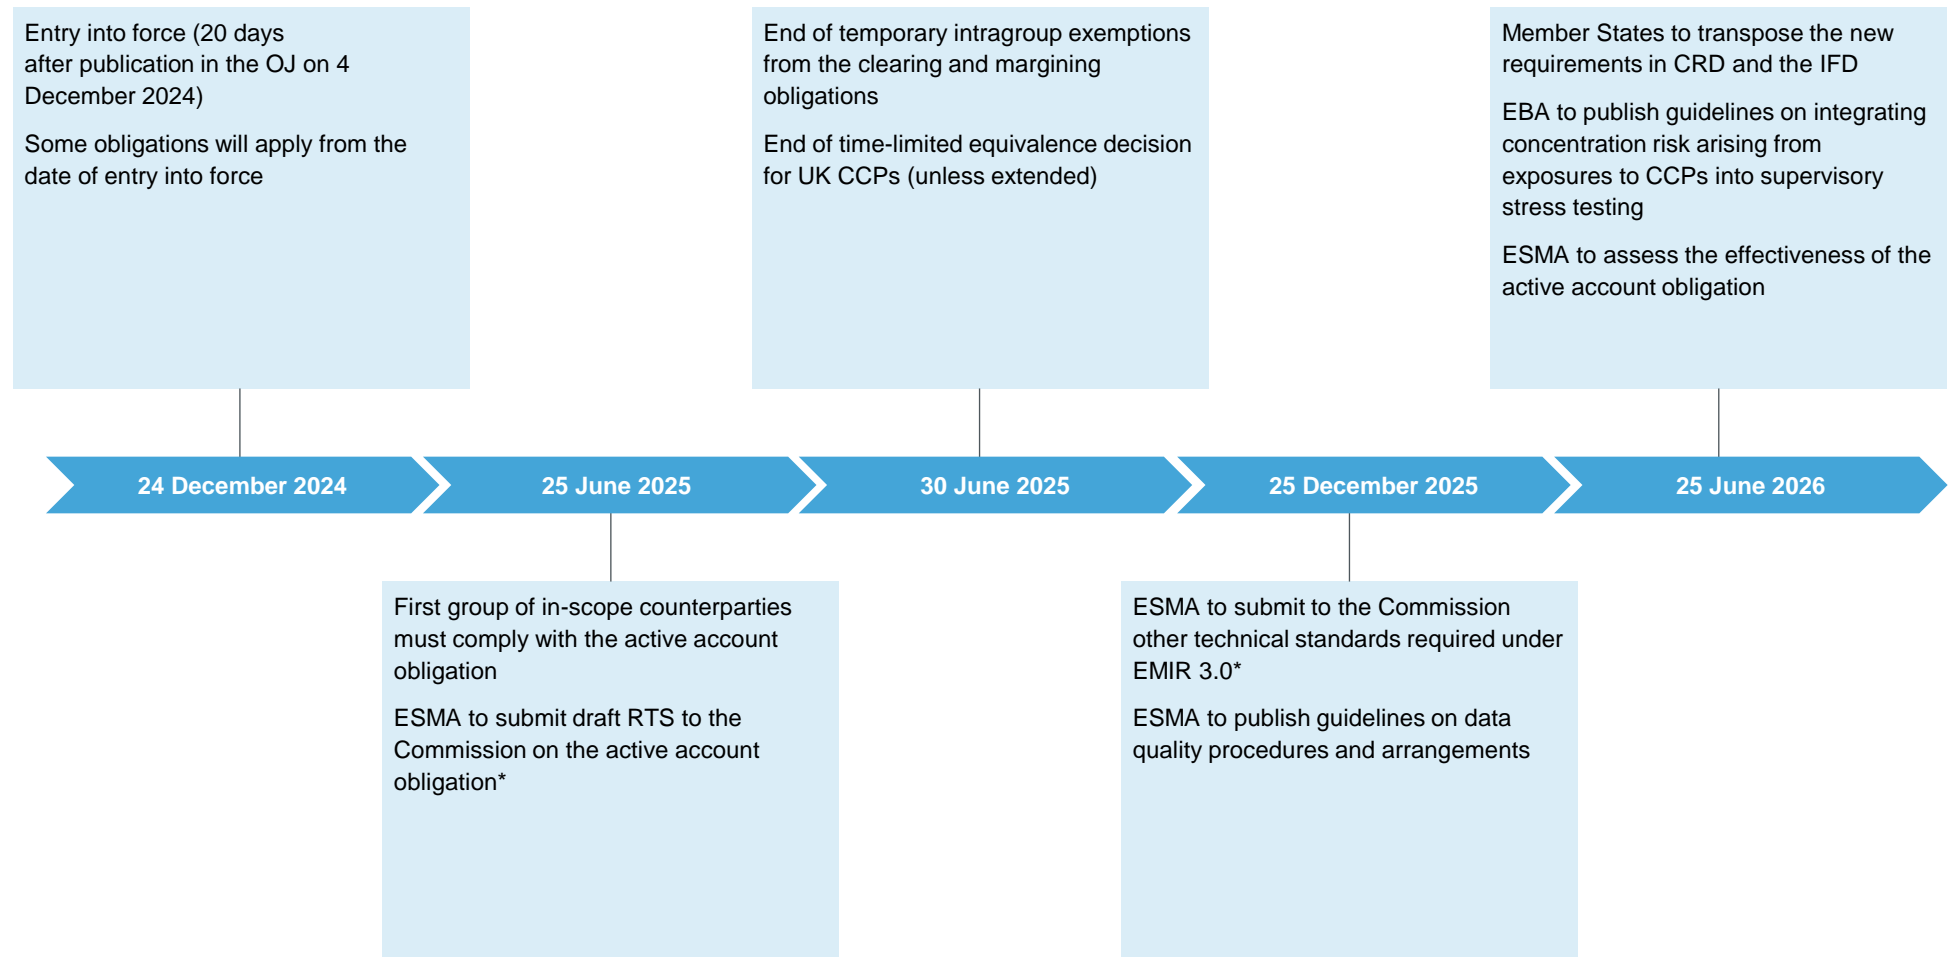 Entry into force (20 days
after publication in the OJ on 4
December 2024)
Some obligations will apply from the
date of entry into force
End of temporary intragroup exemptions
from the clearing and margining
obligations
End of time-limited equivalence decision
for UK CCPs (unless extended)
Member States to transpose the new
requirements in CRD and the IFD
EBA to publish guidelines on integrating
concentration risk arising from
exposures to CCPs into supervisory
stress testing
ESMA to assess the effectiveness of the
active account obligation
24 December 2024
25 June 2025
30 June 2025
25 December 2025
25 June 2026
First group of in-scope counterparties
must comply with the active account
obligation
ESMA to submit draft RTS to the
Commission on the active account
obligation*
ESMA to submit to the Commission
other technical standards required under
EMIR 3.0*
ESMA to publish guidelines on data
quality procedures and arrangements